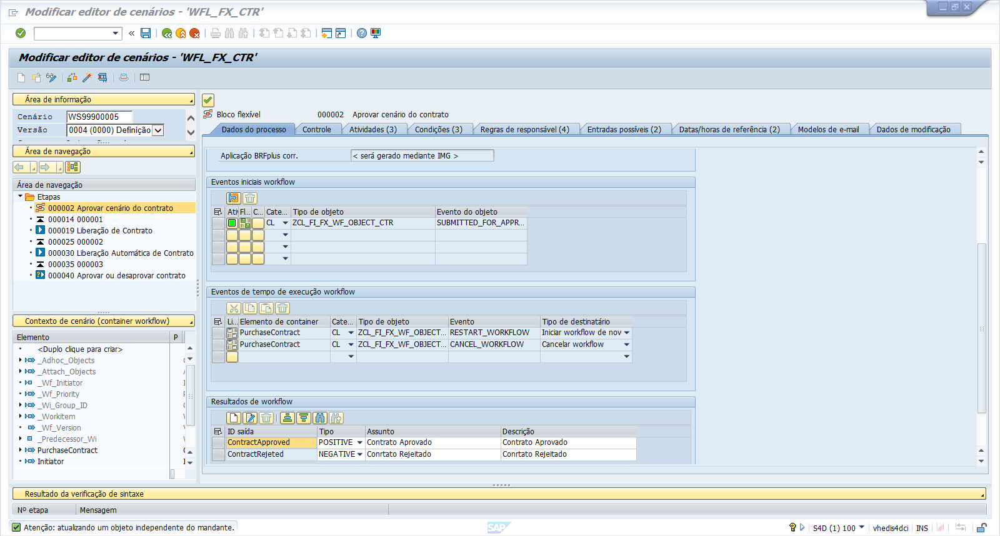 Modificar editor de cenários - 'WFL_FX_CTR'
Modificar editor de cenários - 'WFL_FX_CTR'
Área de informação
Cenário WS99900005
Versão 0004 (0000) Definição
Área de navegação
Área de navegação
Etapas
000002 Aprovar cenário do contrato
000014 000001
000019 Liberação de Contrato
000025 000002
000030 Liberação Automática de Contrato
000035 000003
000040 Aprovar ou desaprovar contrato
Contexto de cenário (container workflow)
Elemento P
<Duplo clique para criar>
_Adhoc_Objects
_Attach_Objects
_Wf_Initiator
_Wf_Priority
_Wi_Group_ID
_Workitem
_Wf_Version
_Predecessor_Wi
PurchaseContract
Initiator
Bloco flexível 000002 Aprovar cenário do contrato
Dados do processo Controle Atividades (3) Condições (3) Regras de responsável (4) Entradas possíveis (2) Datas/horas de referência (2) Modelos de e-mail Dados de modificação
Aplicação BRFplus corr. < será gerado mediante IMG >
Eventos iniciais workflow
Ati Fl... C... Cate... Tipo de objeto Evento do objeto
CL ZCL_FI_FX_WF_OBJECT_CTR SUBMITTED_FOR_APPR...
Eventos de tempo de execução workflow
Li... Elemento de container Cate... Tipo de objeto Evento Tipo de destinatário
PurchaseContract CL ZCL_FI_FX_WF_OBJECT... RESTART_WORKFLOW Iniciar workflow de nov
PurchaseContract CL ZCL_FI_FX_WF_OBJECT... CANCEL_WORKFLOW Cancelar workflow
Resultados de workflow
ID saída Tipo Assunto Descrição
ContractApproved POSITIVE Contrato Aprovado Contrato Aprovado
ContractRejeted NEGATIVE Conrtato Rejeitado Conrtato Rejeitado
Resultado da verificação de sintaxe
Nº etapa Mensagem
Atenção: atualizando um objeto independente do mandante.
SAP
S4D (1) 100 vhedis4dci INS